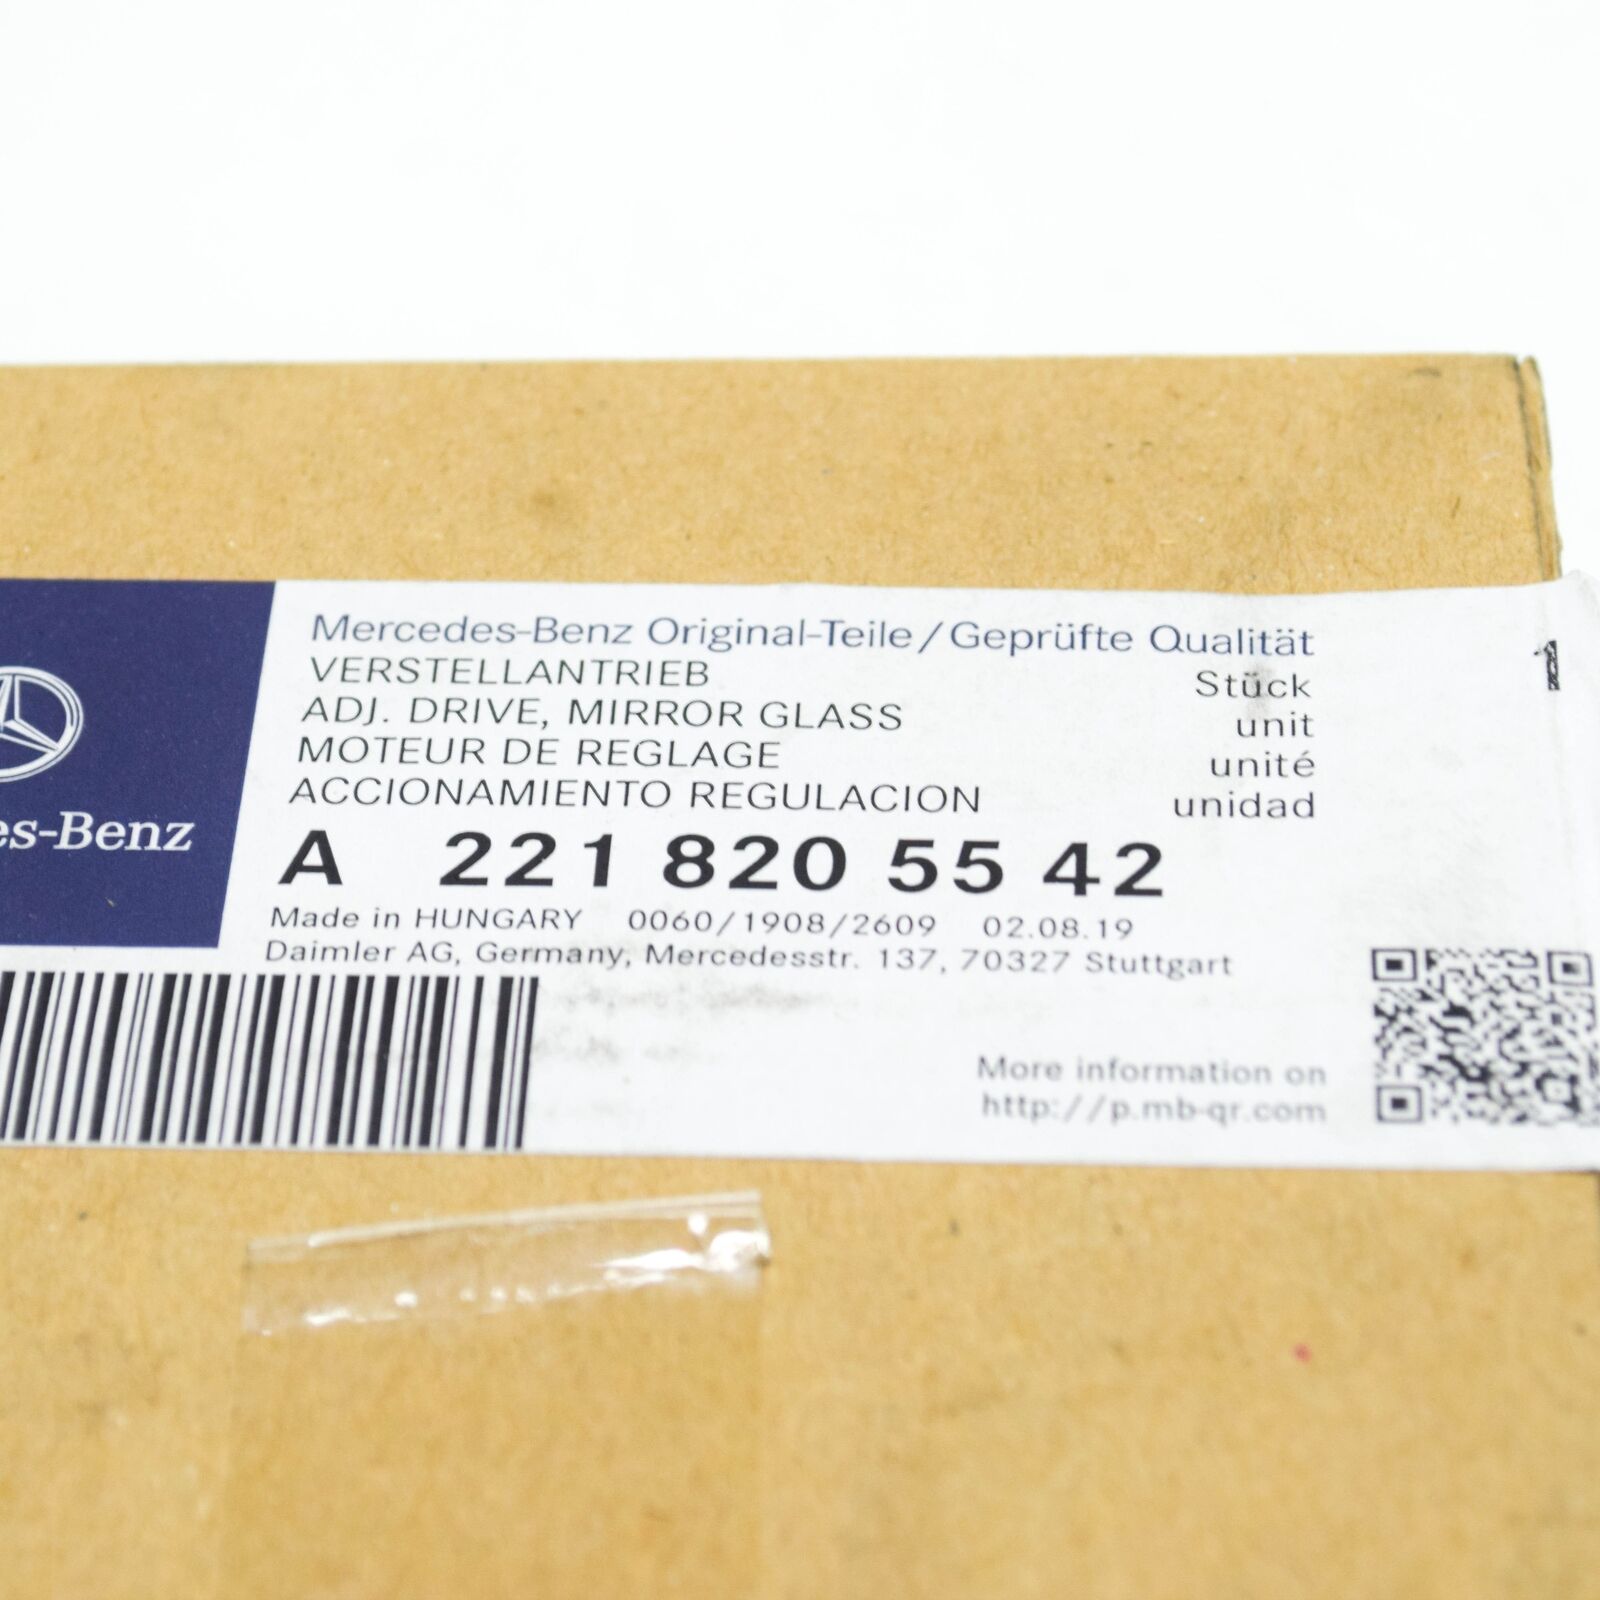 Mercedes-Benz Original-Teile/Geprüfte Qualität
VERSTELLANTRIEB Stück 1
ADJ. DRIVE, MIRROR GLASS unit
MOTEUR DE REGLAGE unité
ACCIONAMIENTO REGULACION unidad
es-Benz
A 221 820 55 42
Made in HUNGARY 0060/1908/2609 02.08.19
Daimler AG, Germany, Mercedesstr. 137, 70327 Stuttgart
More information on
http://p.mb-qr.com